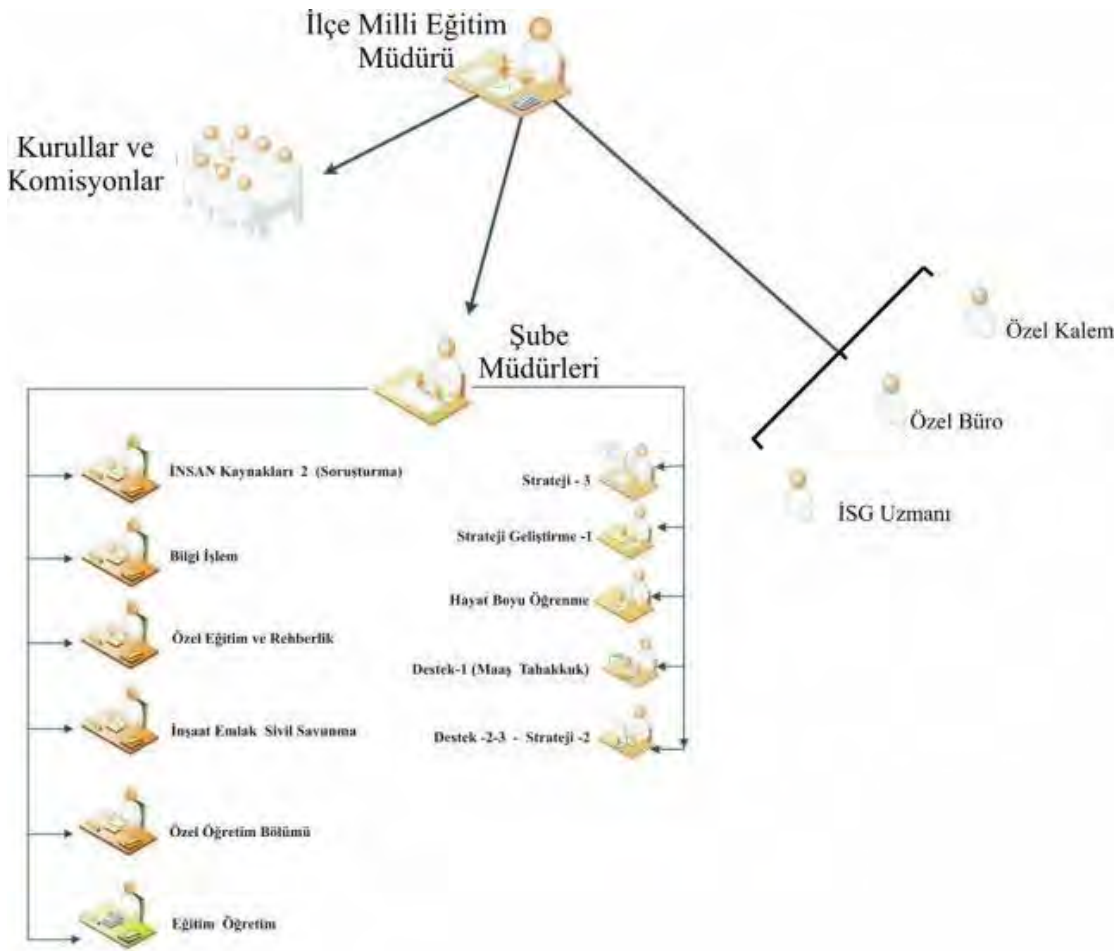 İlçe Milli Eğitim
Müdürü
Kurullar ve
Komisyonlar
Şube
Müdürleri
Özel Kalem
Özel Büro
İSG Uzmanı
İNSAN Kaynakları 2 (Soruşturma)
Bilgi İşlem
Özel Eğitim ve Rehberlik
İnşaat Emlak Sivil Savunma
Özel Öğretim Bölümü
Eğitim Öğretim
Strateji - 3
Strateji Geliştirme -1
Hayat Boyu Öğrenme
Destek-1 (Maaş Tahakkuk)
Destek -2-3 - Strateji -2